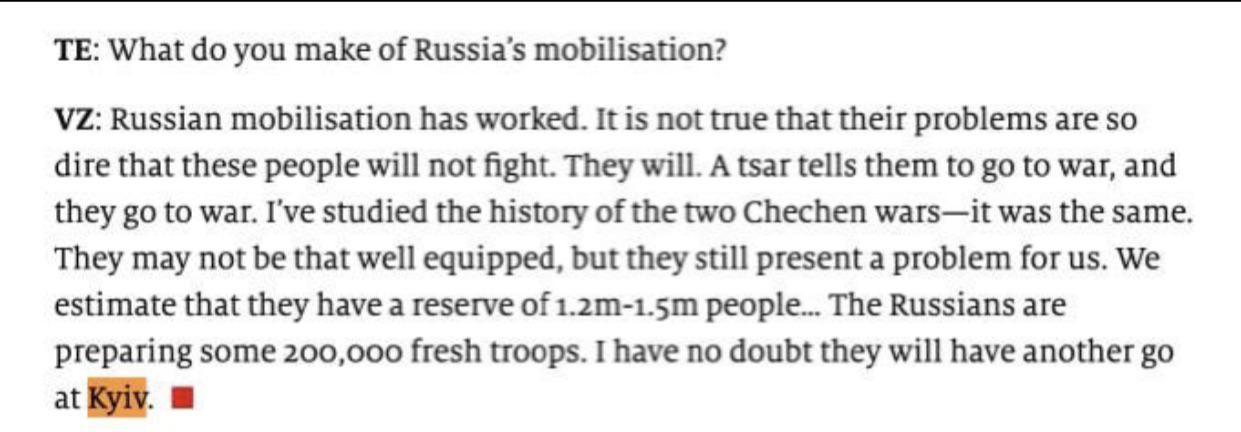 TE: What do you make of Russia's mobilisation?
VZ: Russian mobilisation has worked. It is not true that their problems are so
dire that these people will not fight. They will. A tsar tells them to go to war, and
they go to war. I've studied the history of the two Chechen wars—it was the same.
They may not be that well equipped, but they still present a problem for us. We
estimate that they have a reserve of 1.2m-1.5m people... The Russians are
preparing some 200,000 fresh troops. I have no doubt they will have another go
at Kyiv.